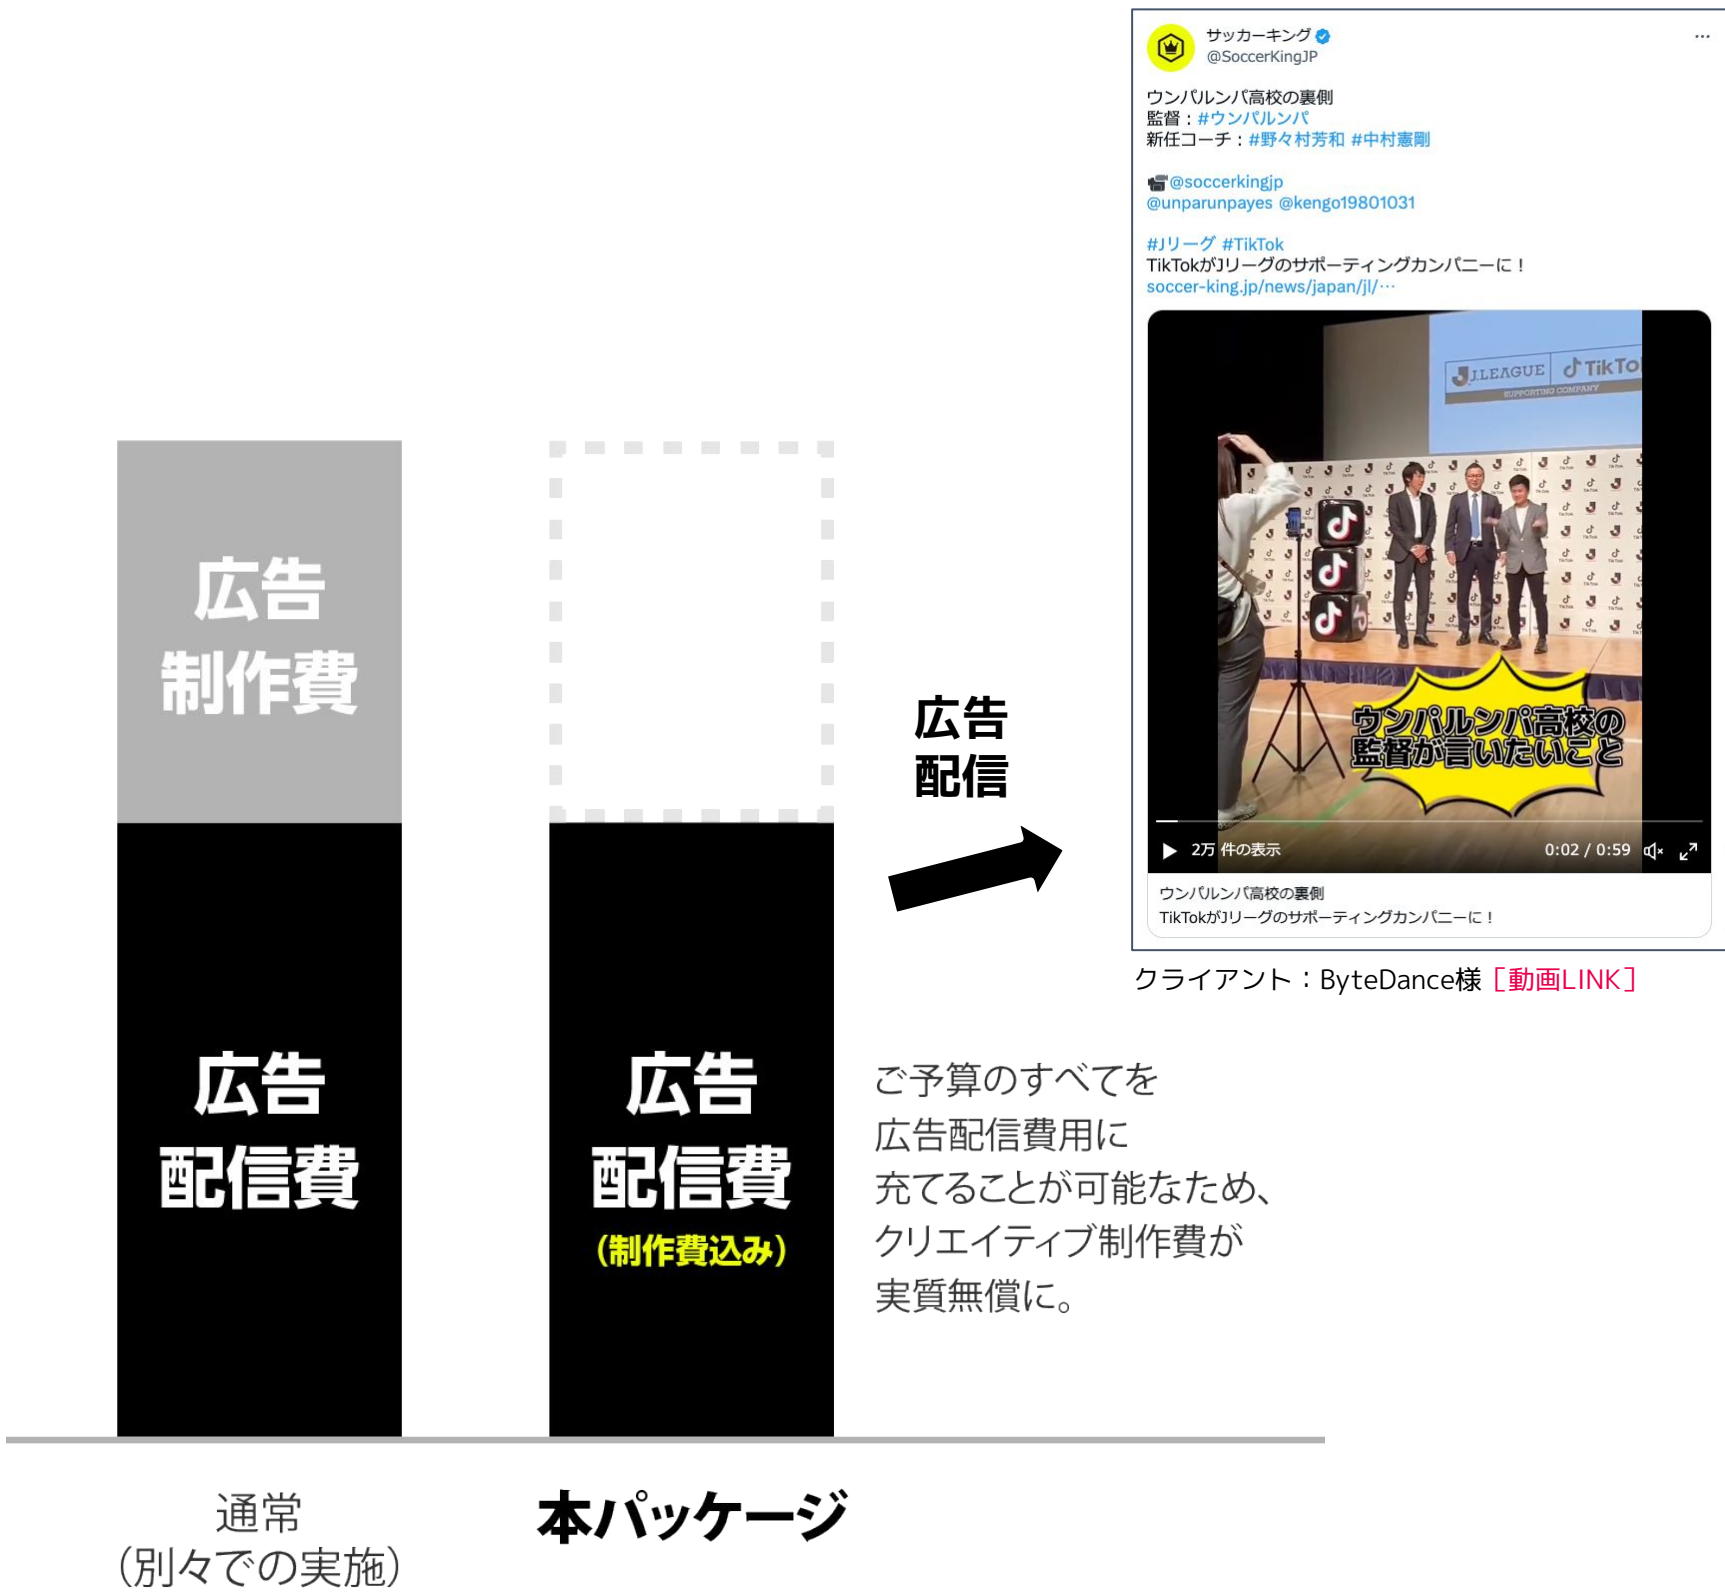 サッカーキング
@SoccerKingJP
ウンパルンパ高校の裏側
監督：#ウンパルンパ
新任コーチ：#野々村芳和 #中村憲剛
@soccerkingjp
@unparunpayes @kengo19801031
#Jリーグ #TikTok
TikTokがJリーグのサポーティングカンパニーに！
soccer-king.jp/news/japan/jl/…
J.LEAGUE TikTo
SUPPORTING COMPANY
ウンパルンパ高校の
監督が言いたいこと
2万 件の表示
0:02 / 0:59
ウンパルンパ高校の裏側
TikTokがJリーグのサポーティングカンパニーに！
クライアント：ByteDance様［動画LINK］
広告
制作費
広告
配信費
広告
配信費
（制作費込み）
広告
配信
ご予算のすべてを
広告配信費用に
充てることが可能なため、
クリエイティブ制作費が
実質無償に。
通常
（別々での実施）
本パッケージ